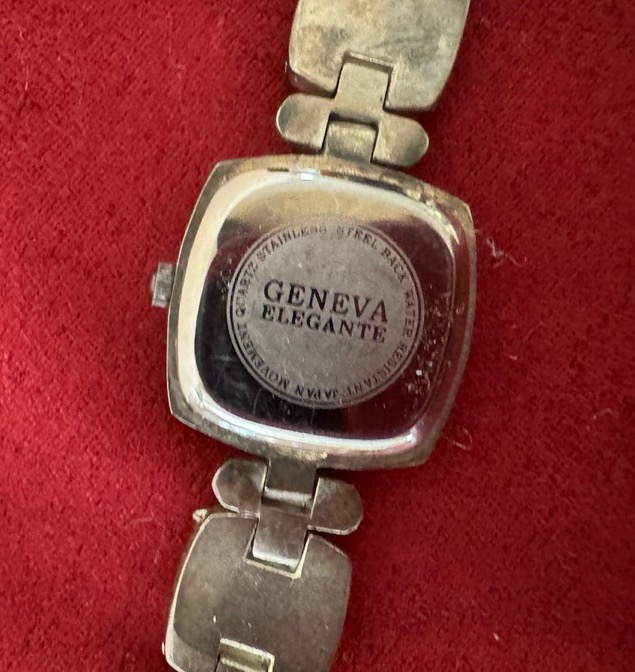 GENEVA
ELEGANTE
QUARTZ STAINLESS STEEL BACK WATER RESISTANT JAPAN MOVEMENT